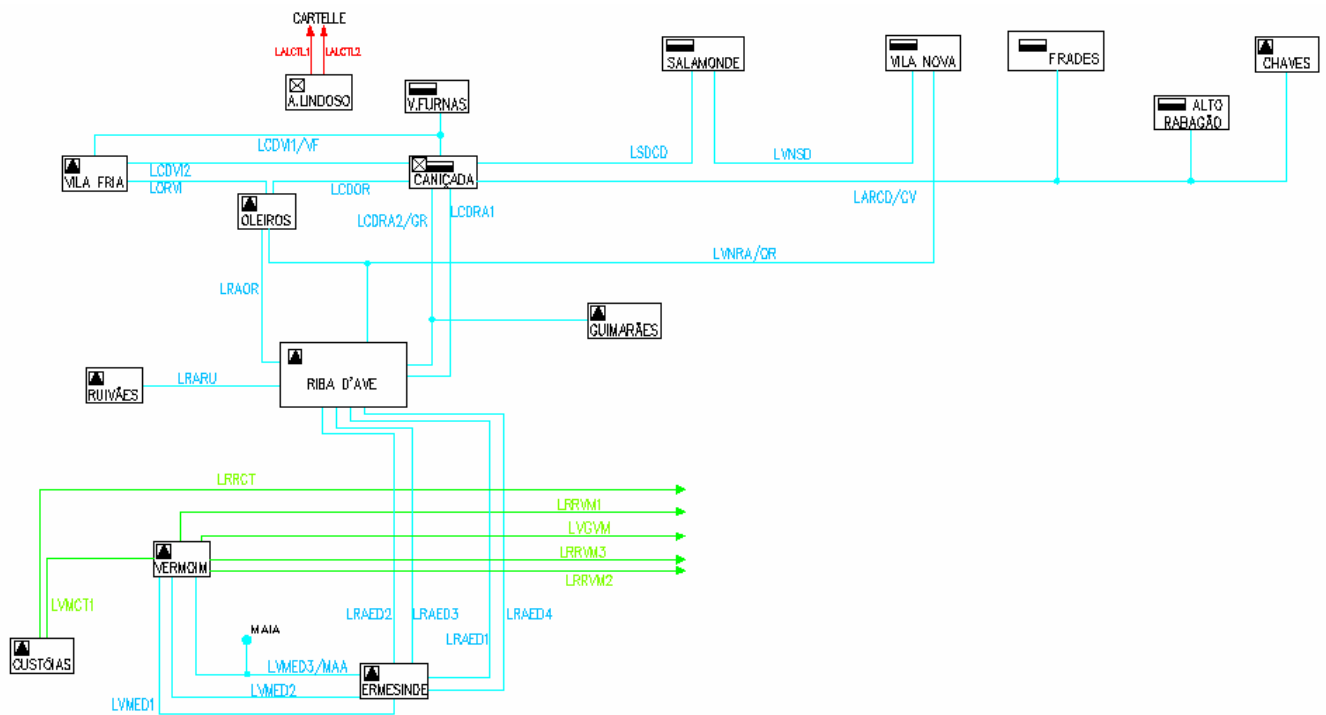 CARTELLE
LALCTL1
LALCTL2
A.LINDOSO
V.FURNAS
SALAMONDE
VILA NOVA
FRADES
CHAVES
ALTO
RABAGÃO
LCDVI1/VF
LCDVI2
LORVI
VILA FRIA
LCDOR
CANIÇADA
LSDCD
LVNSD
LARCD/CV
OLEIROS
LCDRA2/GR
LCDRA1
LVNRA/OR
LRAOR
GUIMARÃES
RIBA D'AVE
LRARU
RUIVÃES
LRRCT
LRRVM1
LVGVM
LRRVM3
LRRVM2
VERMOIM
LVMCT1
LRAED2
LRAED3
LRAED4
LRAED1
MAIA
CUSTÓIAS
LVMED3/MAA
LVMED2
LVMED1
ERMESINDE